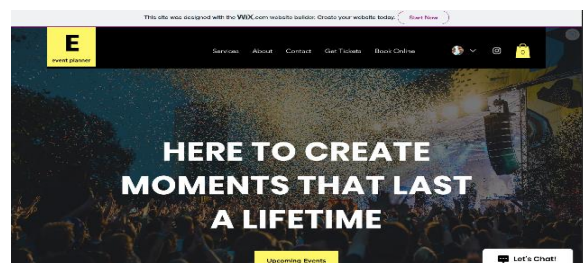 This site was designed with the WiX.com website builder. Create your website today. Start Now
E
event planner
Services About Contact Get Tickets Book Online
0
HERE TO CREATE
MOMENTS THAT LAST
A LIFETIME
Upcoming Events
Let's Chat!